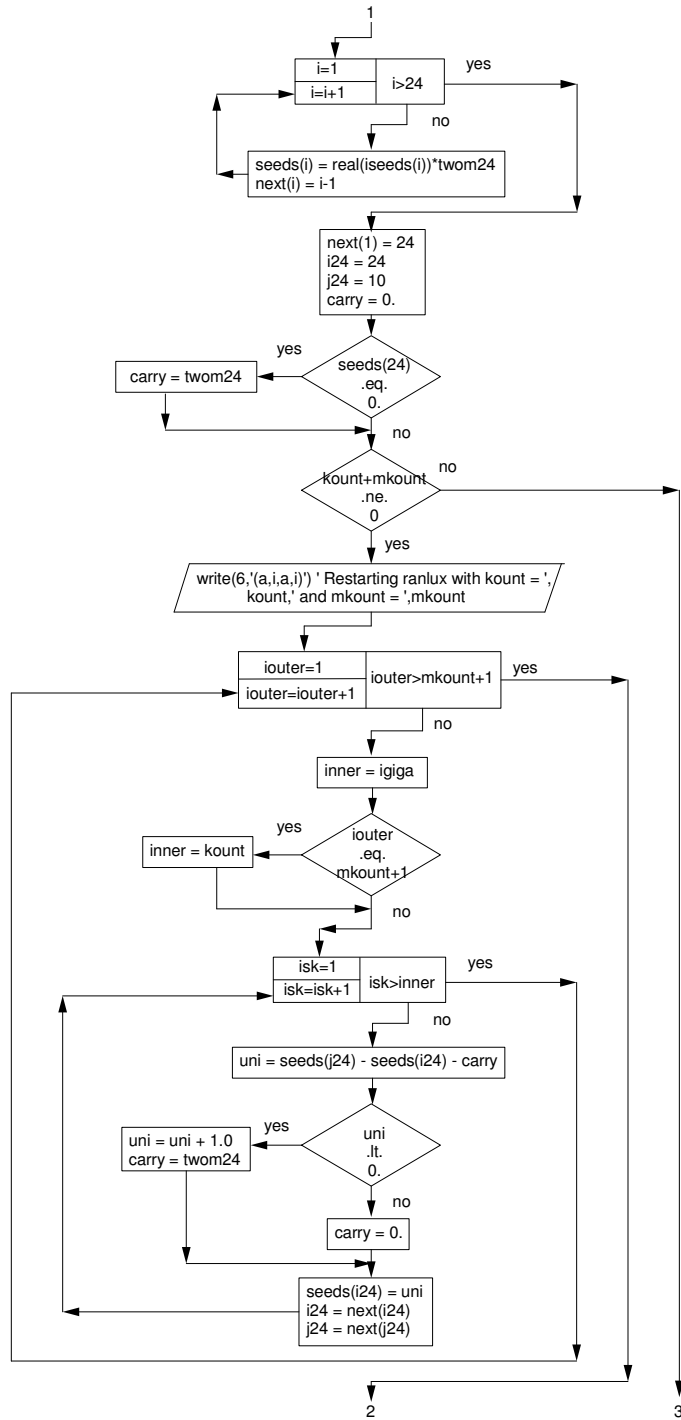 1
i=1
i=i+1
i>24
yes
no
seeds(i) = real(iseeds(i))*twom24
next(i) = i-1
next(1) = 24
i24 = 24
j24 = 10
carry = 0.
yes
seeds(24)
.eq.
0.
carry = twom24
no
kount+mkount
.ne.
0
no
yes
write(6,'(a,i,a,i)') ' Restarting ranlux with kount = ',
kount,' and mkount = ',mkount
iouter=1
iouter=iouter+1
iouter>mkount+1
yes
no
inner = igiga
yes
iouter
.eq.
mkount+1
inner = kount
no
isk=1
isk=isk+1
isk>inner
yes
no
uni = seeds(j24) - seeds(i24) - carry
yes
uni
.lt.
0.
uni = uni + 1.0
carry = twom24
no
carry = 0.
seeds(i24) = uni
i24 = next(i24)
j24 = next(j24)
2
3